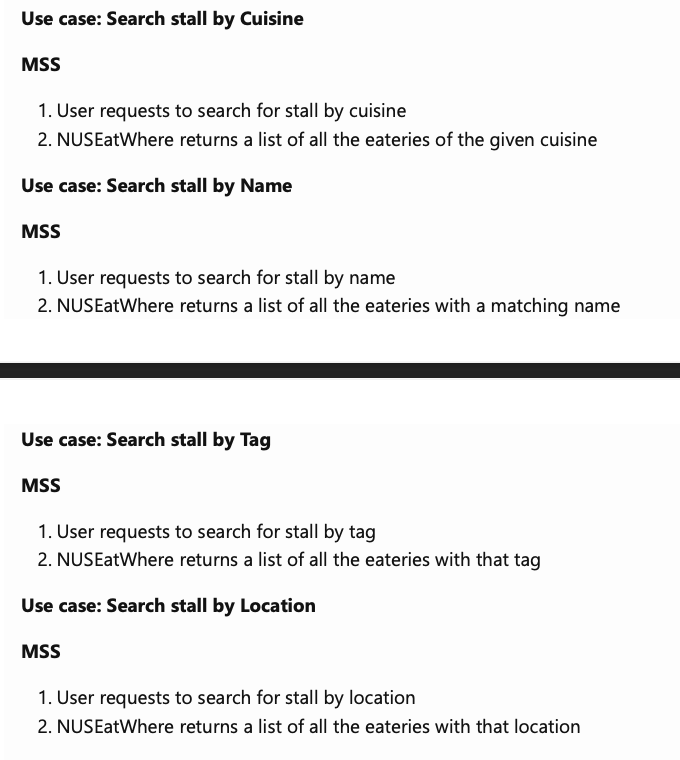 Use case: Search stall by Cuisine
MSS
1. User requests to search for stall by cuisine
2. NUSEatWhere returns a list of all the eateries of the given cuisine
Use case: Search stall by Name
MSS
1. User requests to search for stall by name
2. NUSEatWhere returns a list of all the eateries with a matching name
Use case: Search stall by Tag
MSS
1. User requests to search for stall by tag
2. NUSEatWhere returns a list of all the eateries with that tag
Use case: Search stall by Location
MSS
1. User requests to search for stall by location
2. NUSEatWhere returns a list of all the eateries with that location